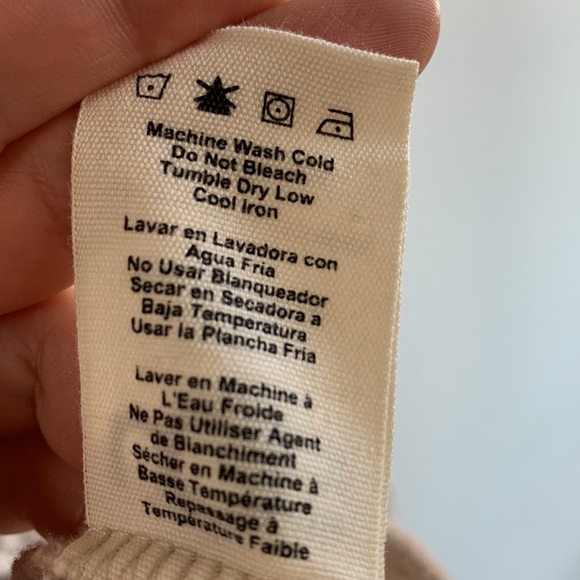 Machine Wash Cold
Do Not Bleach
Tumble Dry Low
Cool Iron
Lavar en Lavadora con
Agua Fria
No Usar Blanqueador
Secar en Secadora a
Baja Temperatura
Usar la Plancha Fria
Laver en Machine à
L'Eau Froide
Ne Pas Utiliser Agent
de Blanchiment
Sécher en Machine à
Basse Température
Repassage à
Température Faible